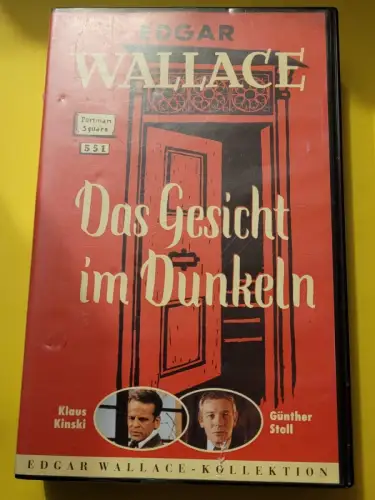 EDGAR
WALLACE
Portman
Square
551
Das Gesicht
im Dunkeln
Klaus
Kinski
Günther
Stoll
EDGAR WALLACE-KOLLEKTION